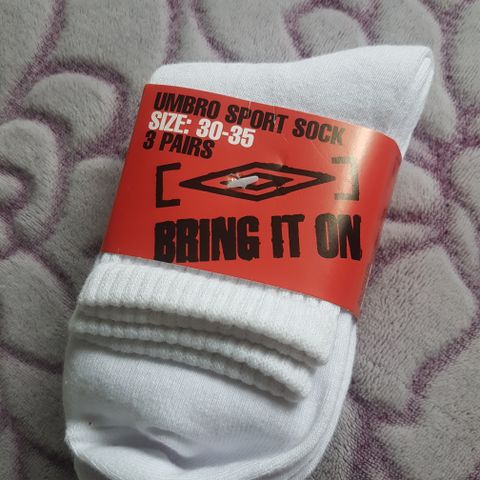 UMBRO SPORT SOCK
SIZE: 30-35
3 PAIRS
BRING IT ON